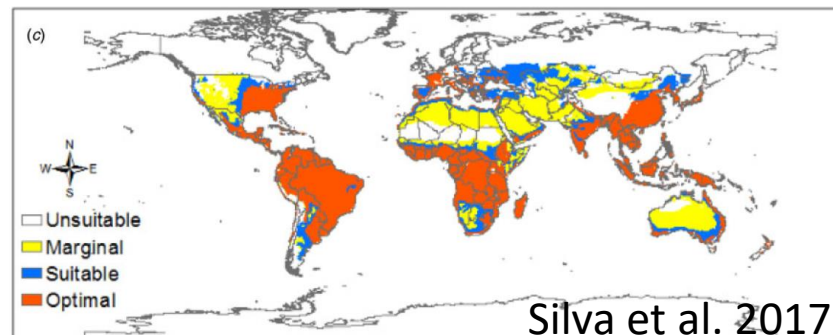 (c)
N
W E
S
Unsuitable
Marginal
Suitable
Optimal
Silva et al. 2017